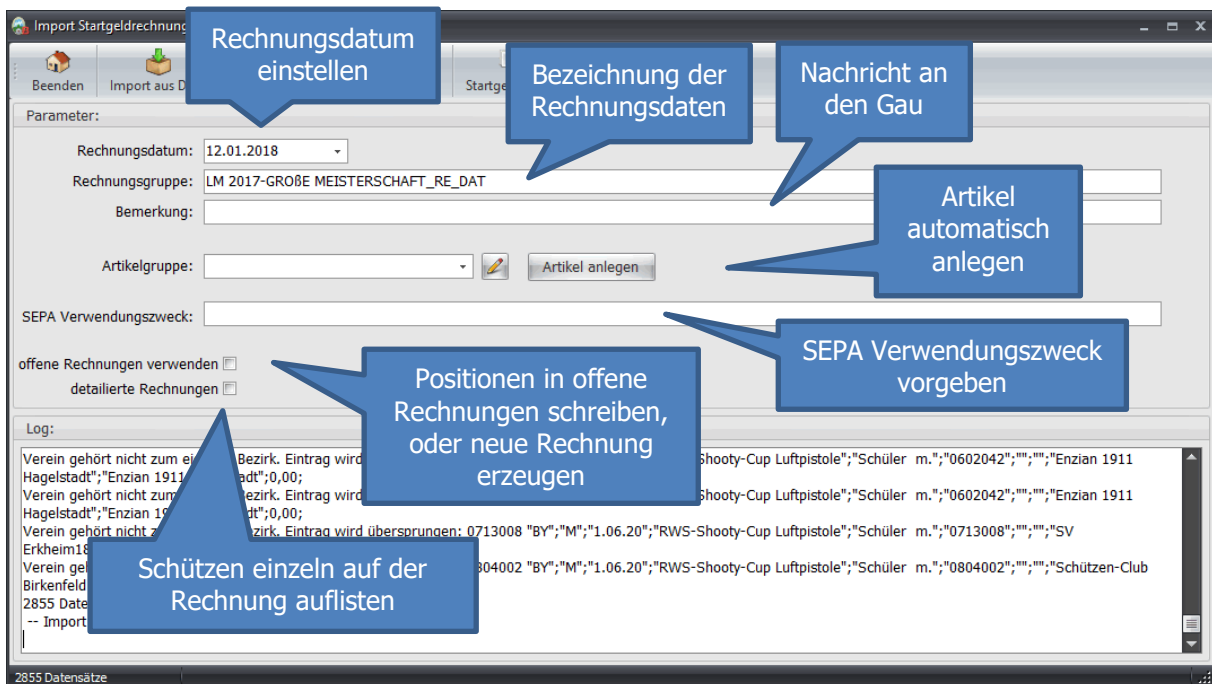 Import Startgeldrechnung
Rechnungsdatum
einstellen
Bezeichnung der
Rechnungsdaten
Nachricht an
den Gau
Beenden
Import aus D
Startge
Parameter:
Rechnungsdatum: 12.01.2018
Rechnungsgruppe: LM 2017-GROßE MEISTERSCHAFT_RE_DAT
Bemerkung:
Artikel
automatisch
anlegen
Artikelgruppe:
Artikel anlegen
SEPA Verwendungszweck:
SEPA Verwendungszweck
vorgeben
offene Rechnungen verwenden
detailierte Rechnungen
Positionen in offene
Rechnungen schreiben,
oder neue Rechnung
erzeugen
Log:
Verein gehört nicht zum ei Bezirk. Eintrag wird Shooty-Cup Luftpistole";"Schüler m.";"0602042";"";"";"Enzian 1911
Hagelstadt";"Enzian 1911 adt";0,00;
Verein gehört nicht zum Bezirk. Eintrag wird Shooty-Cup Luftpistole";"Schüler m.";"0602042";"";"";"Enzian 1911
Hagelstadt";"Enzian 19 dt";0,00;
Verein gehört nicht z ezirk. Eintrag wird übersprungen: 0713008 "BY";"M";"1.06.20";"RWS-Shooty-Cup Luftpistole";"Schüler m.";"0713008";"";"";"SV
Erkheim18
Verein gel 804002 "BY";"M";"1.06.20";"RWS-Shooty-Cup Luftpistole";"Schüler m.";"0804002";"";"";"Schützen-Club
Birkenfeld
2855 Date
-- Import
Schützen einzeln auf der
Rechnung auflisten
2855 Datensätze